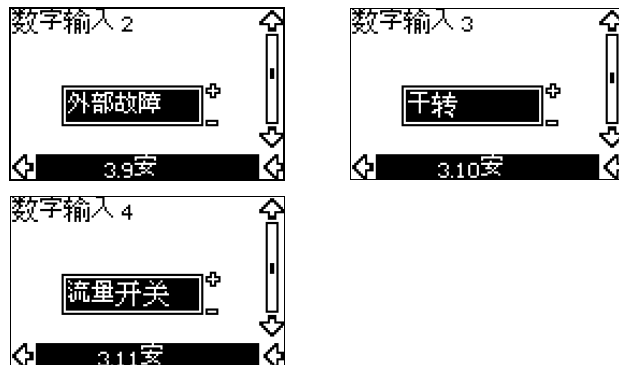 数字输入 2
外部故障
3.9安
数字输入 3
干转
3.10安
数字输入 4
流量开关
3.11安